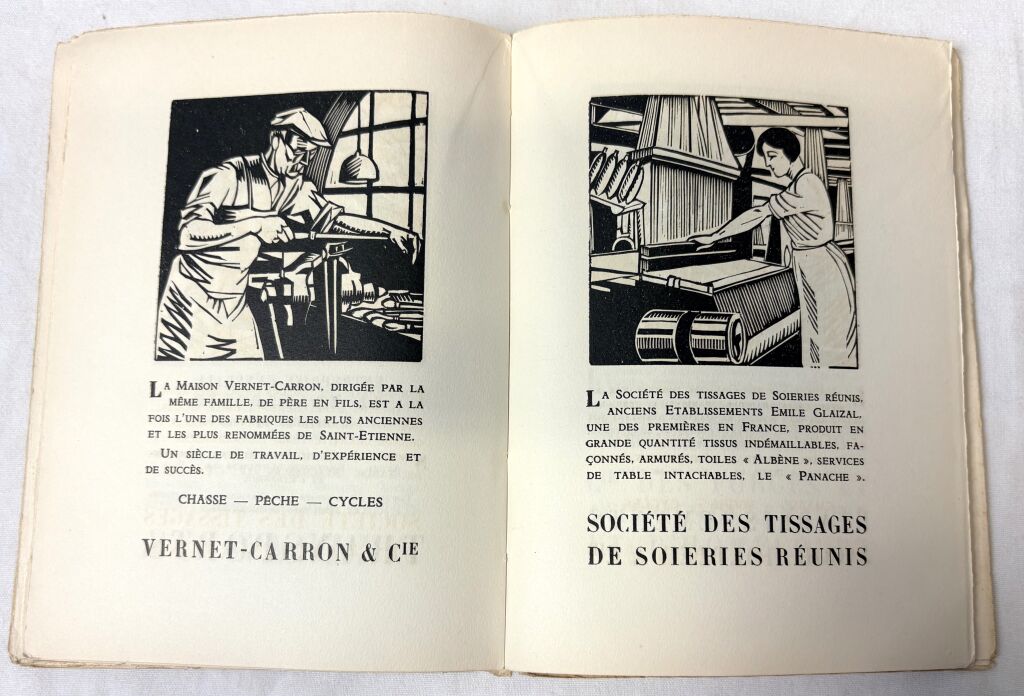 La Maison Vernet-Carron, dirigée par la
même famille, de père en fils, est a la
fois l'une des fabriques les plus anciennes
et les plus renommées de Saint-Etienne.
Un siècle de travail, d'expérience et
de succès.
CHASSE — PÊCHE — CYCLES
VERNET-CARRON & CIE
La Société des tissages de Soieries réunis,
anciens Etablissements Emile Glaizal,
une des premières en France, produit en
grande quantité tissus indémaillables, fa-
çonnés, armurés, toiles « Albène », services
de table intachables, le « Panache ».
SOCIÉTÉ DES TISSAGES
DE SOIERIES RÉUNIS